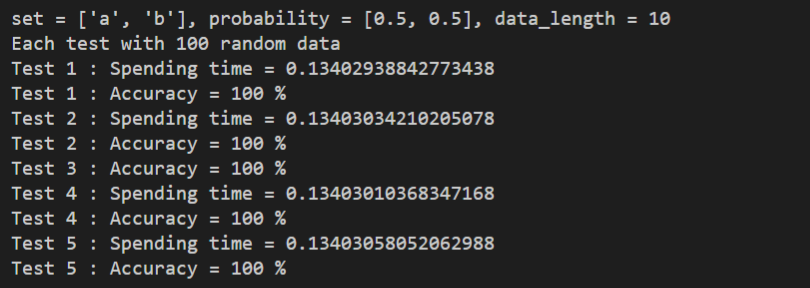 set = ['a', 'b'], probability = [0.5, 0.5], data_length = 10
Each test with 100 random data
Test 1 : Spending time = 0.13402938842773438
Test 1 : Accuracy = 100 %
Test 2 : Spending time = 0.13403034210205078
Test 2 : Accuracy = 100 %
Test 3 : Accuracy = 100 %
Test 4 : Spending time = 0.13403010368347168
Test 4 : Accuracy = 100 %
Test 5 : Spending time = 0.13403058052062988
Test 5 : Accuracy = 100 %